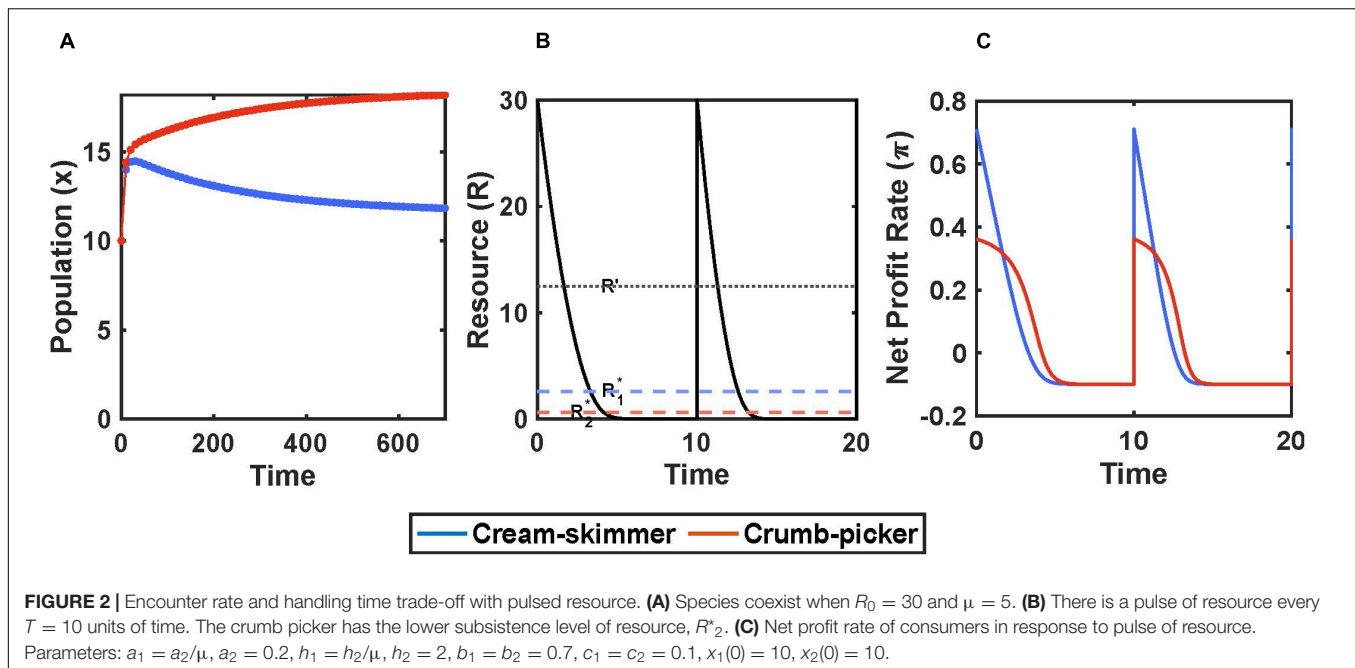 A
B
C
Population (x)
15
10
5
0
0
200
400
600
Time
Resource (R)
30
20
10
0
R'
R*1
R*2
0
10
20
Time
Net Profit Rate (π)
0.8
0.6
0.4
0.2
0
-0.2
0
10
20
Time
Cream-skimmer Crumb-picker
FIGURE 2 | Encounter rate and handling time trade-off with pulsed resource. (A) Species coexist when R₀ = 30 and μ = 5. (B) There is a pulse of resource every
T = 10 units of time. The crumb picker has the lower subsistence level of resource, R*₂. (C) Net profit rate of consumers in response to pulse of resource.
Parameters: a₁ = a₂/μ, a₂ = 0.2, h₁ = h₂/μ, h₂ = 2, b₁ = b₂ = 0.7, c₁ = c₂ = 0.1, x₁(0) = 10, x₂(0) = 10.